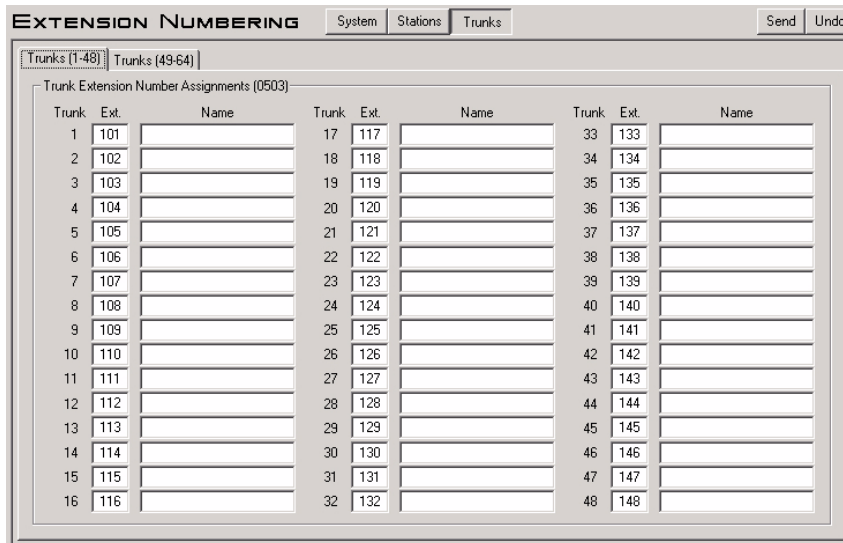 EXTENSION NUMBERING System Stations Trunks Send Undo
Trunks (1-48) Trunks (49-64)
Trunk Extension Number Assignments (0503)
Trunk Ext. Name Trunk Ext. Name Trunk Ext. Name
1 101 17 117 33 133
2 102 18 118 34 134
3 103 19 119 35 135
4 104 20 120 36 136
5 105 21 121 37 137
6 106 22 122 38 138
7 107 23 123 39 139
8 108 24 124 40 140
9 109 25 125 41 141
10 110 26 126 42 142
11 111 27 127 43 143
12 112 28 128 44 144
13 113 29 129 45 145
14 114 30 130 46 146
15 115 31 131 47 147
16 116 32 132 48 148